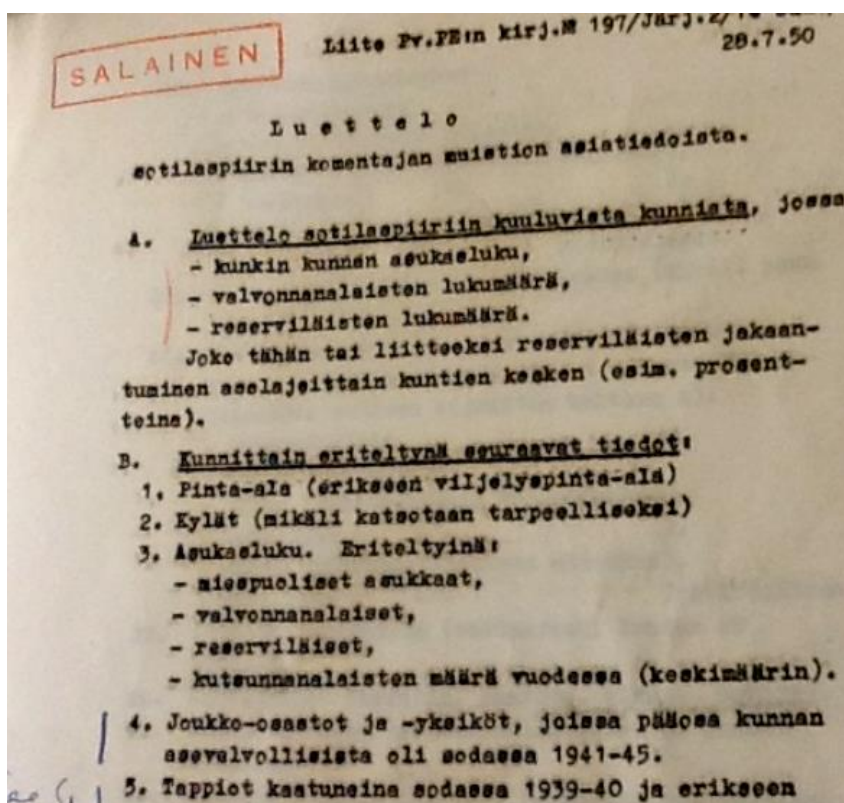 SALAINEN
Liite Pv.PE:n kirj.№ 197/Järj.2/
28.7.50
L u e t t e l o
sotilaspiirin komentajan muistion asiatiedoista.
A. Luettelo sotilaspiiriin kuuluvista kunnista, jossa
- kunkin kunnan asukasluku,
- valvonnanalaisten lukumäärä,
- reserviläisten lukumäärä.
Joko tähän tai liitteeksi reserviläisten jakaan-
tuminen aselajeittain kuntien kesken (esim. prosent-
teina).
B. Kunnittain eriteltynä seuraavat tiedot:
1. Pinta-ala (erikseen viljelyspinta-ala)
2. Kylät (mikäli katsotaan tarpeelliseksi)
3. Asukasluku. Eriteltyinä:
- miespuoliset asukkaat,
- valvonnanalaiset,
- reserviläiset,
- kutsunnanalaisten määrä vuodessa (keskimäärin).
4. Joukko-osastot ja -yksiköt, joissa pääosa kunnan
asevelvollisista oli sodassa 1941-45.
5. Tappiot kaatuneina sodassa 1939-40 ja erikseen